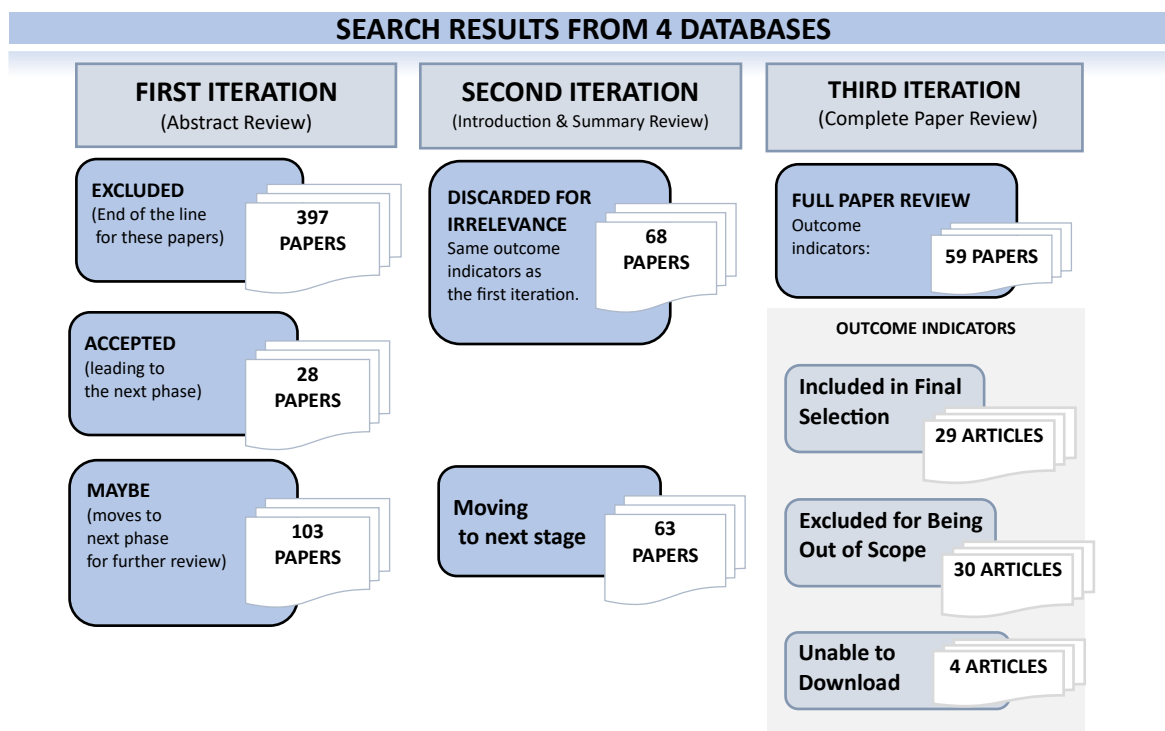 SEARCH RESULTS FROM 4 DATABASES
FIRST ITERATION
(Abstract Review)
EXCLUDED
(End of the line
for these papers)
397
PAPERS
ACCEPTED
(leading to
the next phase)
28
PAPERS
MAYBE
(moves to
next phase
for further review)
103
PAPERS
SECOND ITERATION
(Introduction & Summary Review)
DISCARDED FOR
IRRELEVANCE
Same outcome
indicators as
the first iteration.
68
PAPERS
Moving
to next stage
63
PAPERS
THIRD ITERATION
(Complete Paper Review)
FULL PAPER REVIEW
Outcome
indicators:
59 PAPERS
OUTCOME INDICATORS
Included in Final
Selection
29 ARTICLES
Excluded for Being
Out of Scope
30 ARTICLES
Unable to
Download
4 ARTICLES